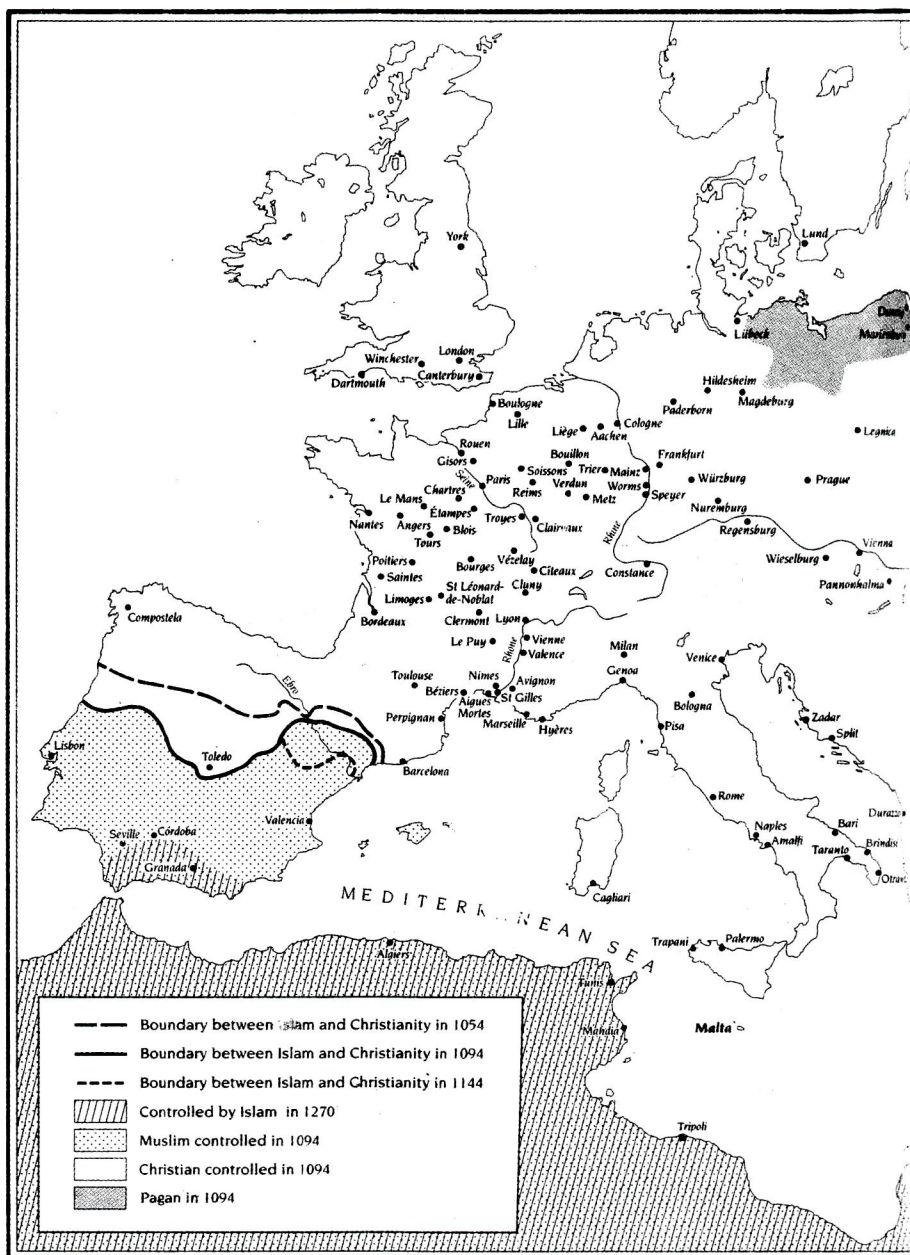 York
Lund
Lübeck
London
Winchester
Canterbury
Dartmouth
Hildesheim
Magdeburg
Paderborn
Boulogne
Lille
Liège
Aachen
Cologne
Legnica
Rouen
Gisors
Bouillon
Frankfurt
Soissons
Trier
Mainz
Seine
Paris
Reims
Verdun
Metz
Worms
Speyer
Würzburg
Prague
Chartres
Le Mans
Étampes
Nuremburg
Nantes
Angers
Blois
Troyes
Clairvaux
Rhine
Regensburg
Tours
Vienna
Poitiers
Bourges
Vézelay
Cîteaux
Constance
Wieselburg
Saintes
Pannonhalma
Cluny
St Léonard-
de-Noblat
Limoges
Compostela
Bordeaux
Clermont
Lyon
Le Puy
Rhone
Vienne
Valence
Milan
Venice
Genoa
Ebro
Toulouse
Nimes
Avignon
Béziers
St Gilles
Aigues
Mortes
Bologna
Perpignan
Marseille
Hyères
Pisa
Zadar
Split
Lisbon
Toledo
Barcelona
Rome
Valencia
Durazzo
Seville
Córdoba
Naples
Bari
Amalfi
Brindisi
Granada
Taranto
Cagliari
MEDITERRANEAN SEA
Algiers
Trapani
Palermo
Tunis
Mahdia
Malta
Tripoli
Boundary between Islam and Christianity in 1054
Boundary between Islam and Christianity in 1094
Boundary between Islam and Christianity in 1144
Controlled by Islam in 1270
Muslim controlled in 1094
Christian controlled in 1094
Pagan in 1094